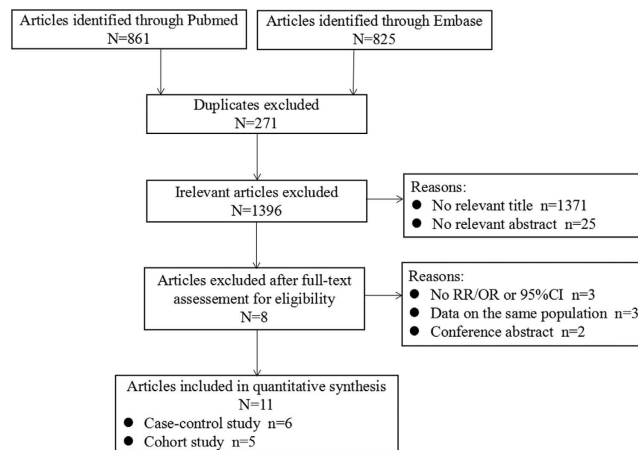 Articles identified through Pubmed
N=861
Articles identified through Embase
N=825
Duplicates excluded
N=271
Irelevant articles excluded
N=1396
Reasons:
● No relevant title n=1371
● No relevant abstract n=25
Articles excluded after full-text
assessment for eligibility
N=8
Reasons:
● No RR/OR or 95%CI n=3
● Data on the same population n=3
● Conference abstract n=2
Articles included in quantitative synthesis
N=11
● Case-control study n=6
● Cohort study n=5